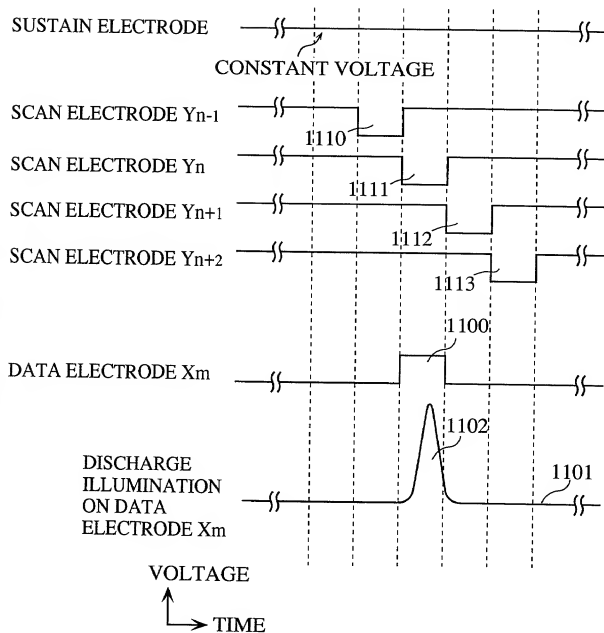 SUSTAIN ELECTRODE
CONSTANT VOLTAGE
SCAN ELECTRODE Yn-1
1110
SCAN ELECTRODE Yn
1111
SCAN ELECTRODE Yn+1
1112
SCAN ELECTRODE Yn+2
1113
1100
DATA ELECTRODE Xm
1102
DISCHARGE
ILLUMINATION
ON DATA
ELECTRODE Xm
1101
VOLTAGE
TIME